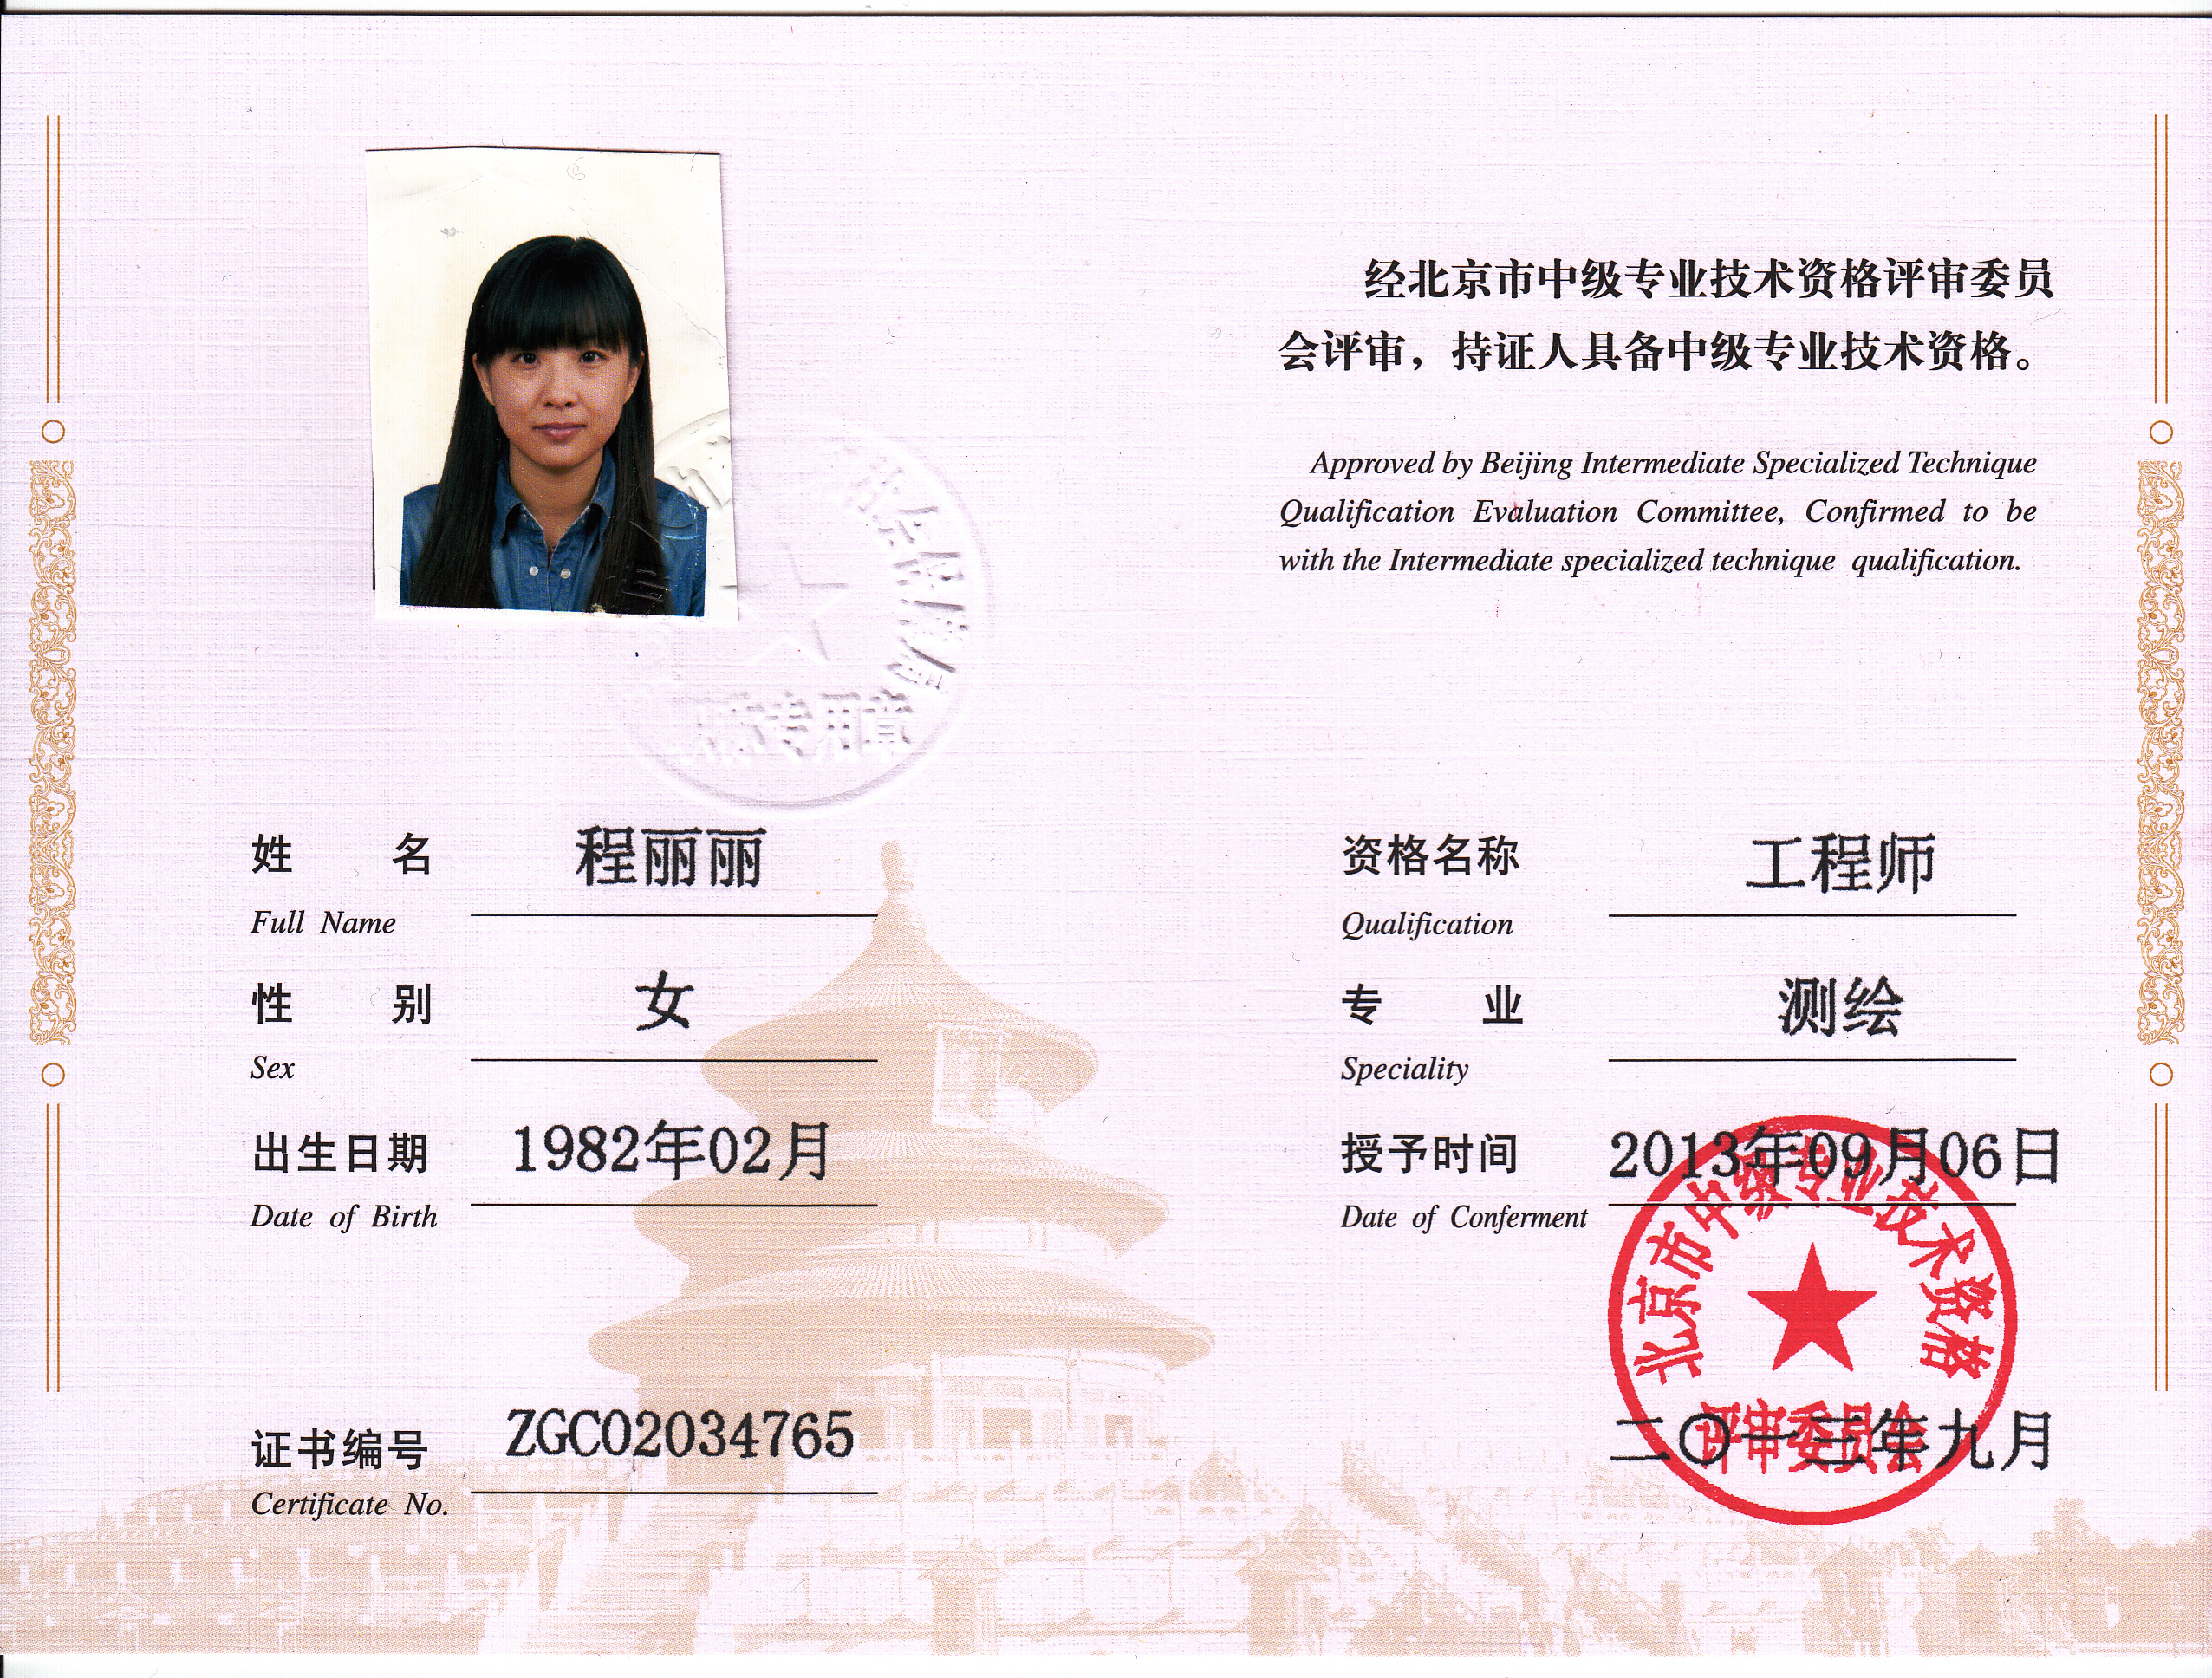 经北京市中级专业技术资格评审委员
会评审，持证人具备中级专业技术资格。
Approved by Beijing Intermediate Specialized Technique
Qualification Evaluation Committee, Confirmed to be
with the Intermediate specialized technique qualification.
专用章
姓名 程丽丽
Full Name
性别 女
Sex
出生日期 1982年02月
Date of Birth
证书编号 ZGC02034765
Certificate No.
资格名称 工程师
Qualification
专业 测绘
Speciality
授予时间 2013年09月06日
Date of Conferment
北京市中级专业技术资格
评审委员会
二〇一三年九月